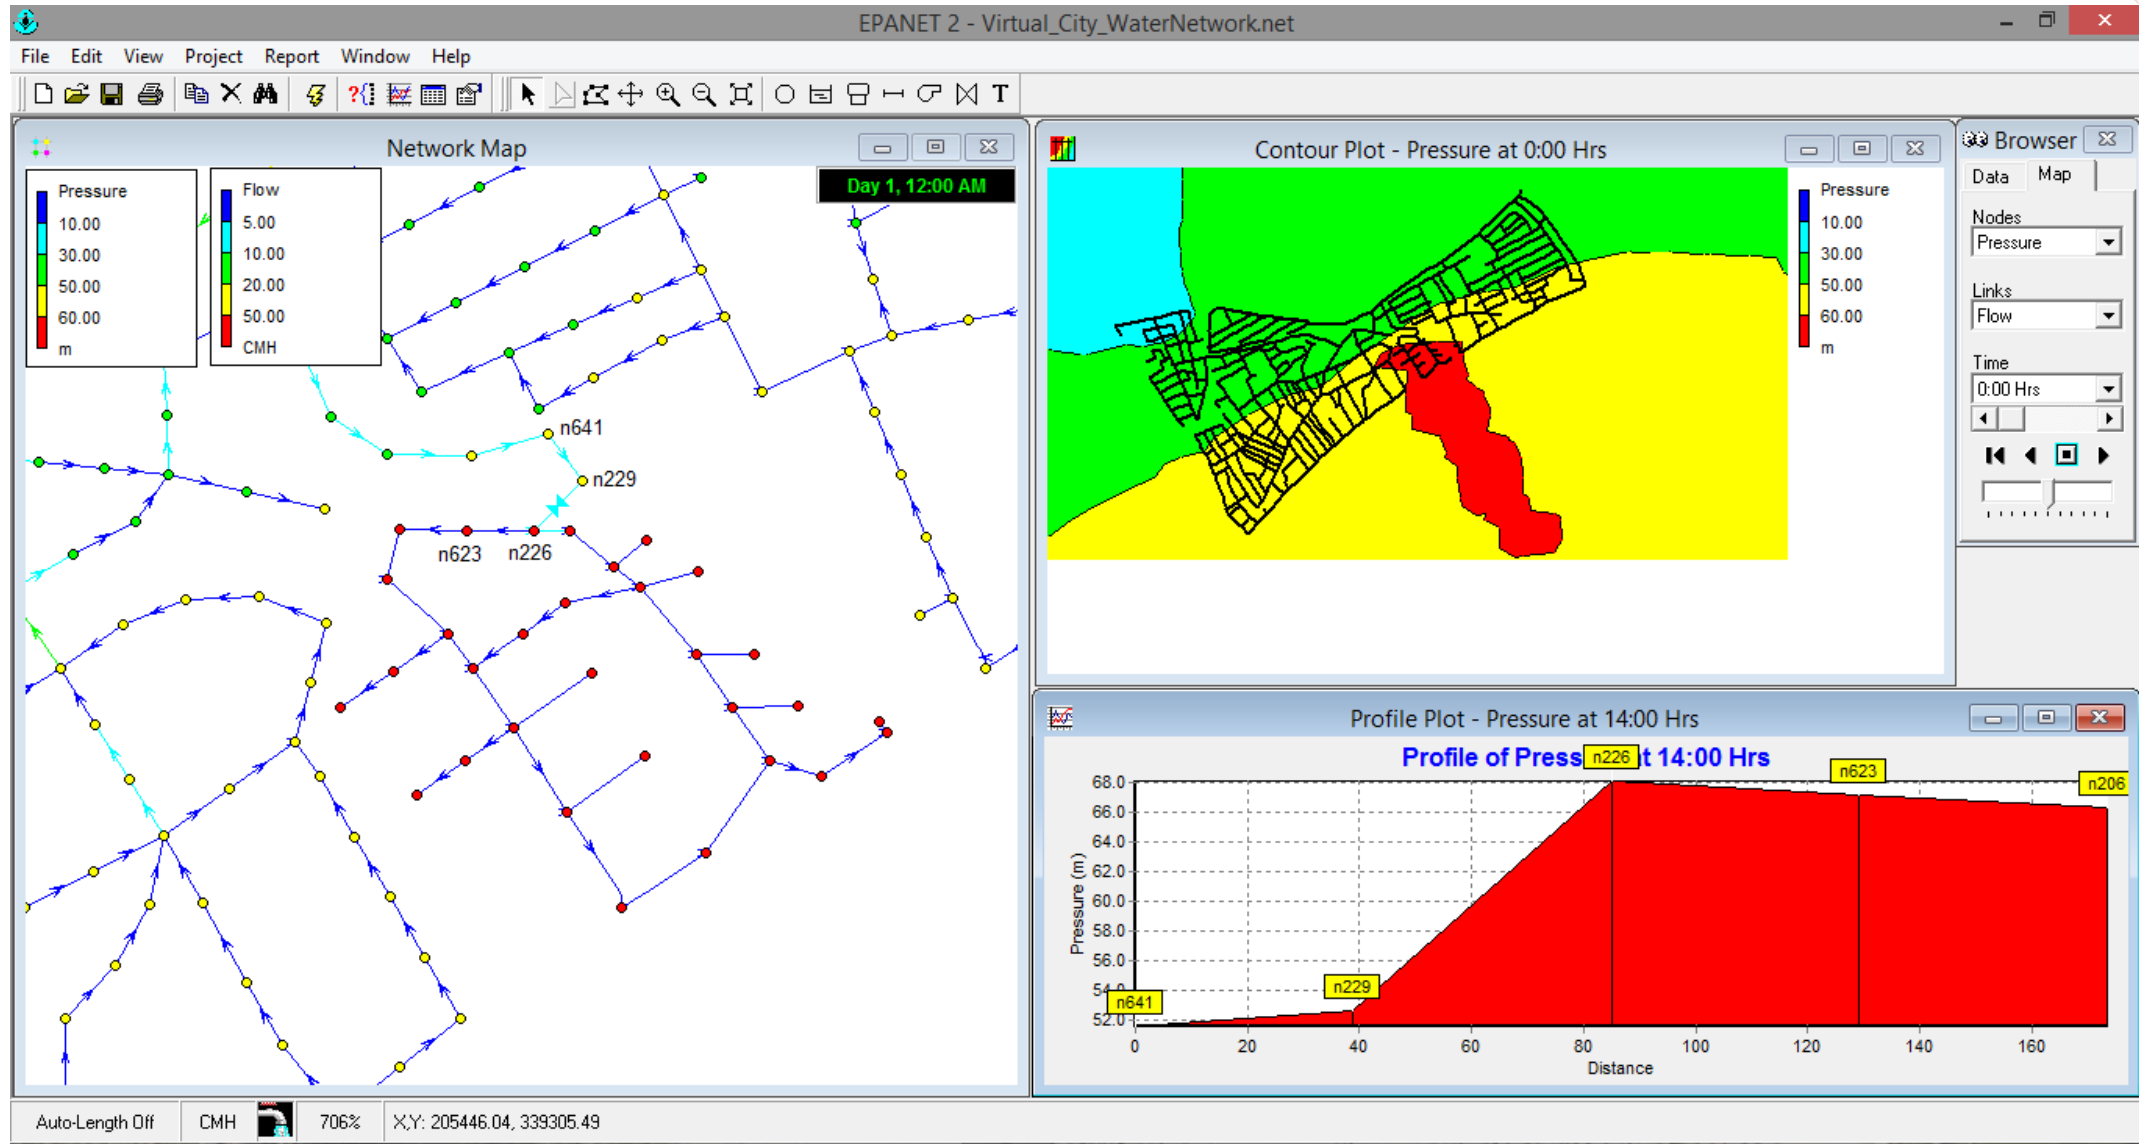 EPANET 2 - Virtual_City_WaterNetwork.net
File Edit View Project Report Window Help
T
Network Map
Day 1, 12:00 AM
Pressure
10.00
30.00
50.00
60.00
m
Flow
5.00
10.00
20.00
50.00
CMH
n641
n229
n623
n226
Contour Plot - Pressure at 0:00 Hrs
Pressure
10.00
30.00
50.00
60.00
m
Browser
Data Map
Nodes
Pressure
Links
Flow
Time
0:00 Hrs
Profile Plot - Pressure at 14:00 Hrs
Profile of Press t 14:00 Hrs
n226
n623
n206
n229
n641
68.0
66.0
64.0
62.0
60.0
58.0
56.0
54.0
52.0
Pressure (m)
0 20 40 60 80 100 120 140 160
Distance
Auto-Length Off CMH 706% X,Y: 205446.04, 339305.49